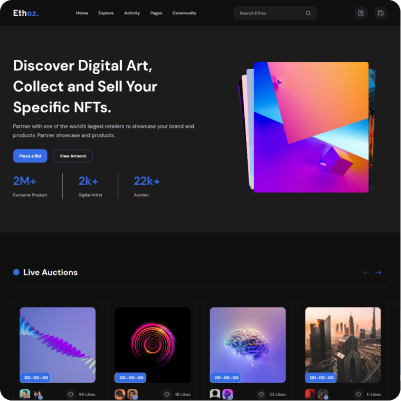 Ethoz.
Home Explore Activity Pages Community
Search Ethoz
Discover Digital Art,
Collect and Sell Your
Specific NFTs.
Partner with one of the world's largest retailers to showcase your brand and
products. Partner showcase and products.
Place a Bid View Artwork
2M+ 2k+ 22k+
Exclusive Product Digital Artist Auction
Live Auctions
00 : 00 : 00 00 : 00 : 00 00 : 00 : 00 00 : 00 : 00
95 Likes 18 Likes 23 Likes 11 Likes